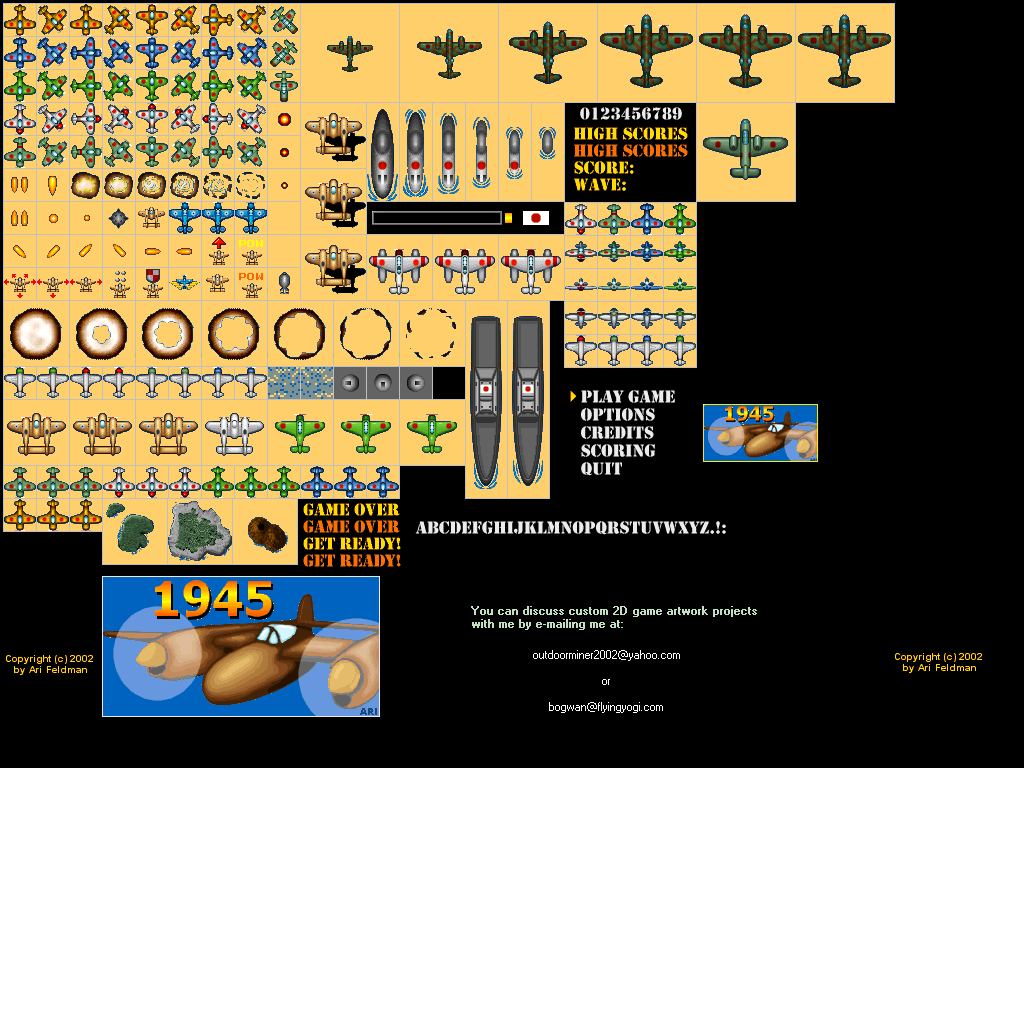 0123456789
HIGH SCORES
HIGH SCORES
SCORE:
WAVE:
POW
POW
PLAY GAME
OPTIONS
CREDITS
SCORING
QUIT
1945
GAME OVER
GAME OVER
GET READY!
GET READY!
ABCDEFGHIJKLMNOPQRSTUVWXYZ.!:
1945
ARI
You can discuss custom 2D game artwork projects
with me by e-mailing me at:
outdoorminer2002@yahoo.com
or
bogwan@flyingyogi.com
Copyright (c) 2002
by Ari Feldman
Copyright (c) 2002
by Ari Feldman